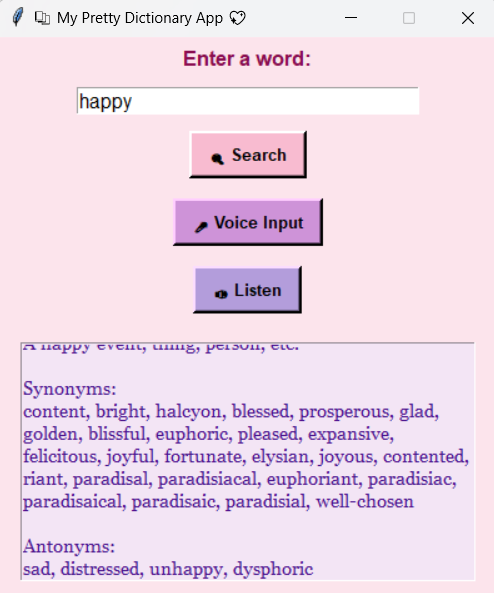 My Pretty Dictionary App
Enter a word:
happy
Search
Voice Input
Listen
A happy event, thing, person, etc.
Synonyms:
content, bright, halcyon, blessed, prosperous, glad,
golden, blissful, euphoric, pleased, expansive,
felicitous, joyful, fortunate, elysian, joyous, contented,
riant, paradisal, paradisiacal, euphoriant, paradisiac,
paradisaical, paradisaic, paradisial, well-chosen
Antonyms:
sad, distressed, unhappy, dysphoric